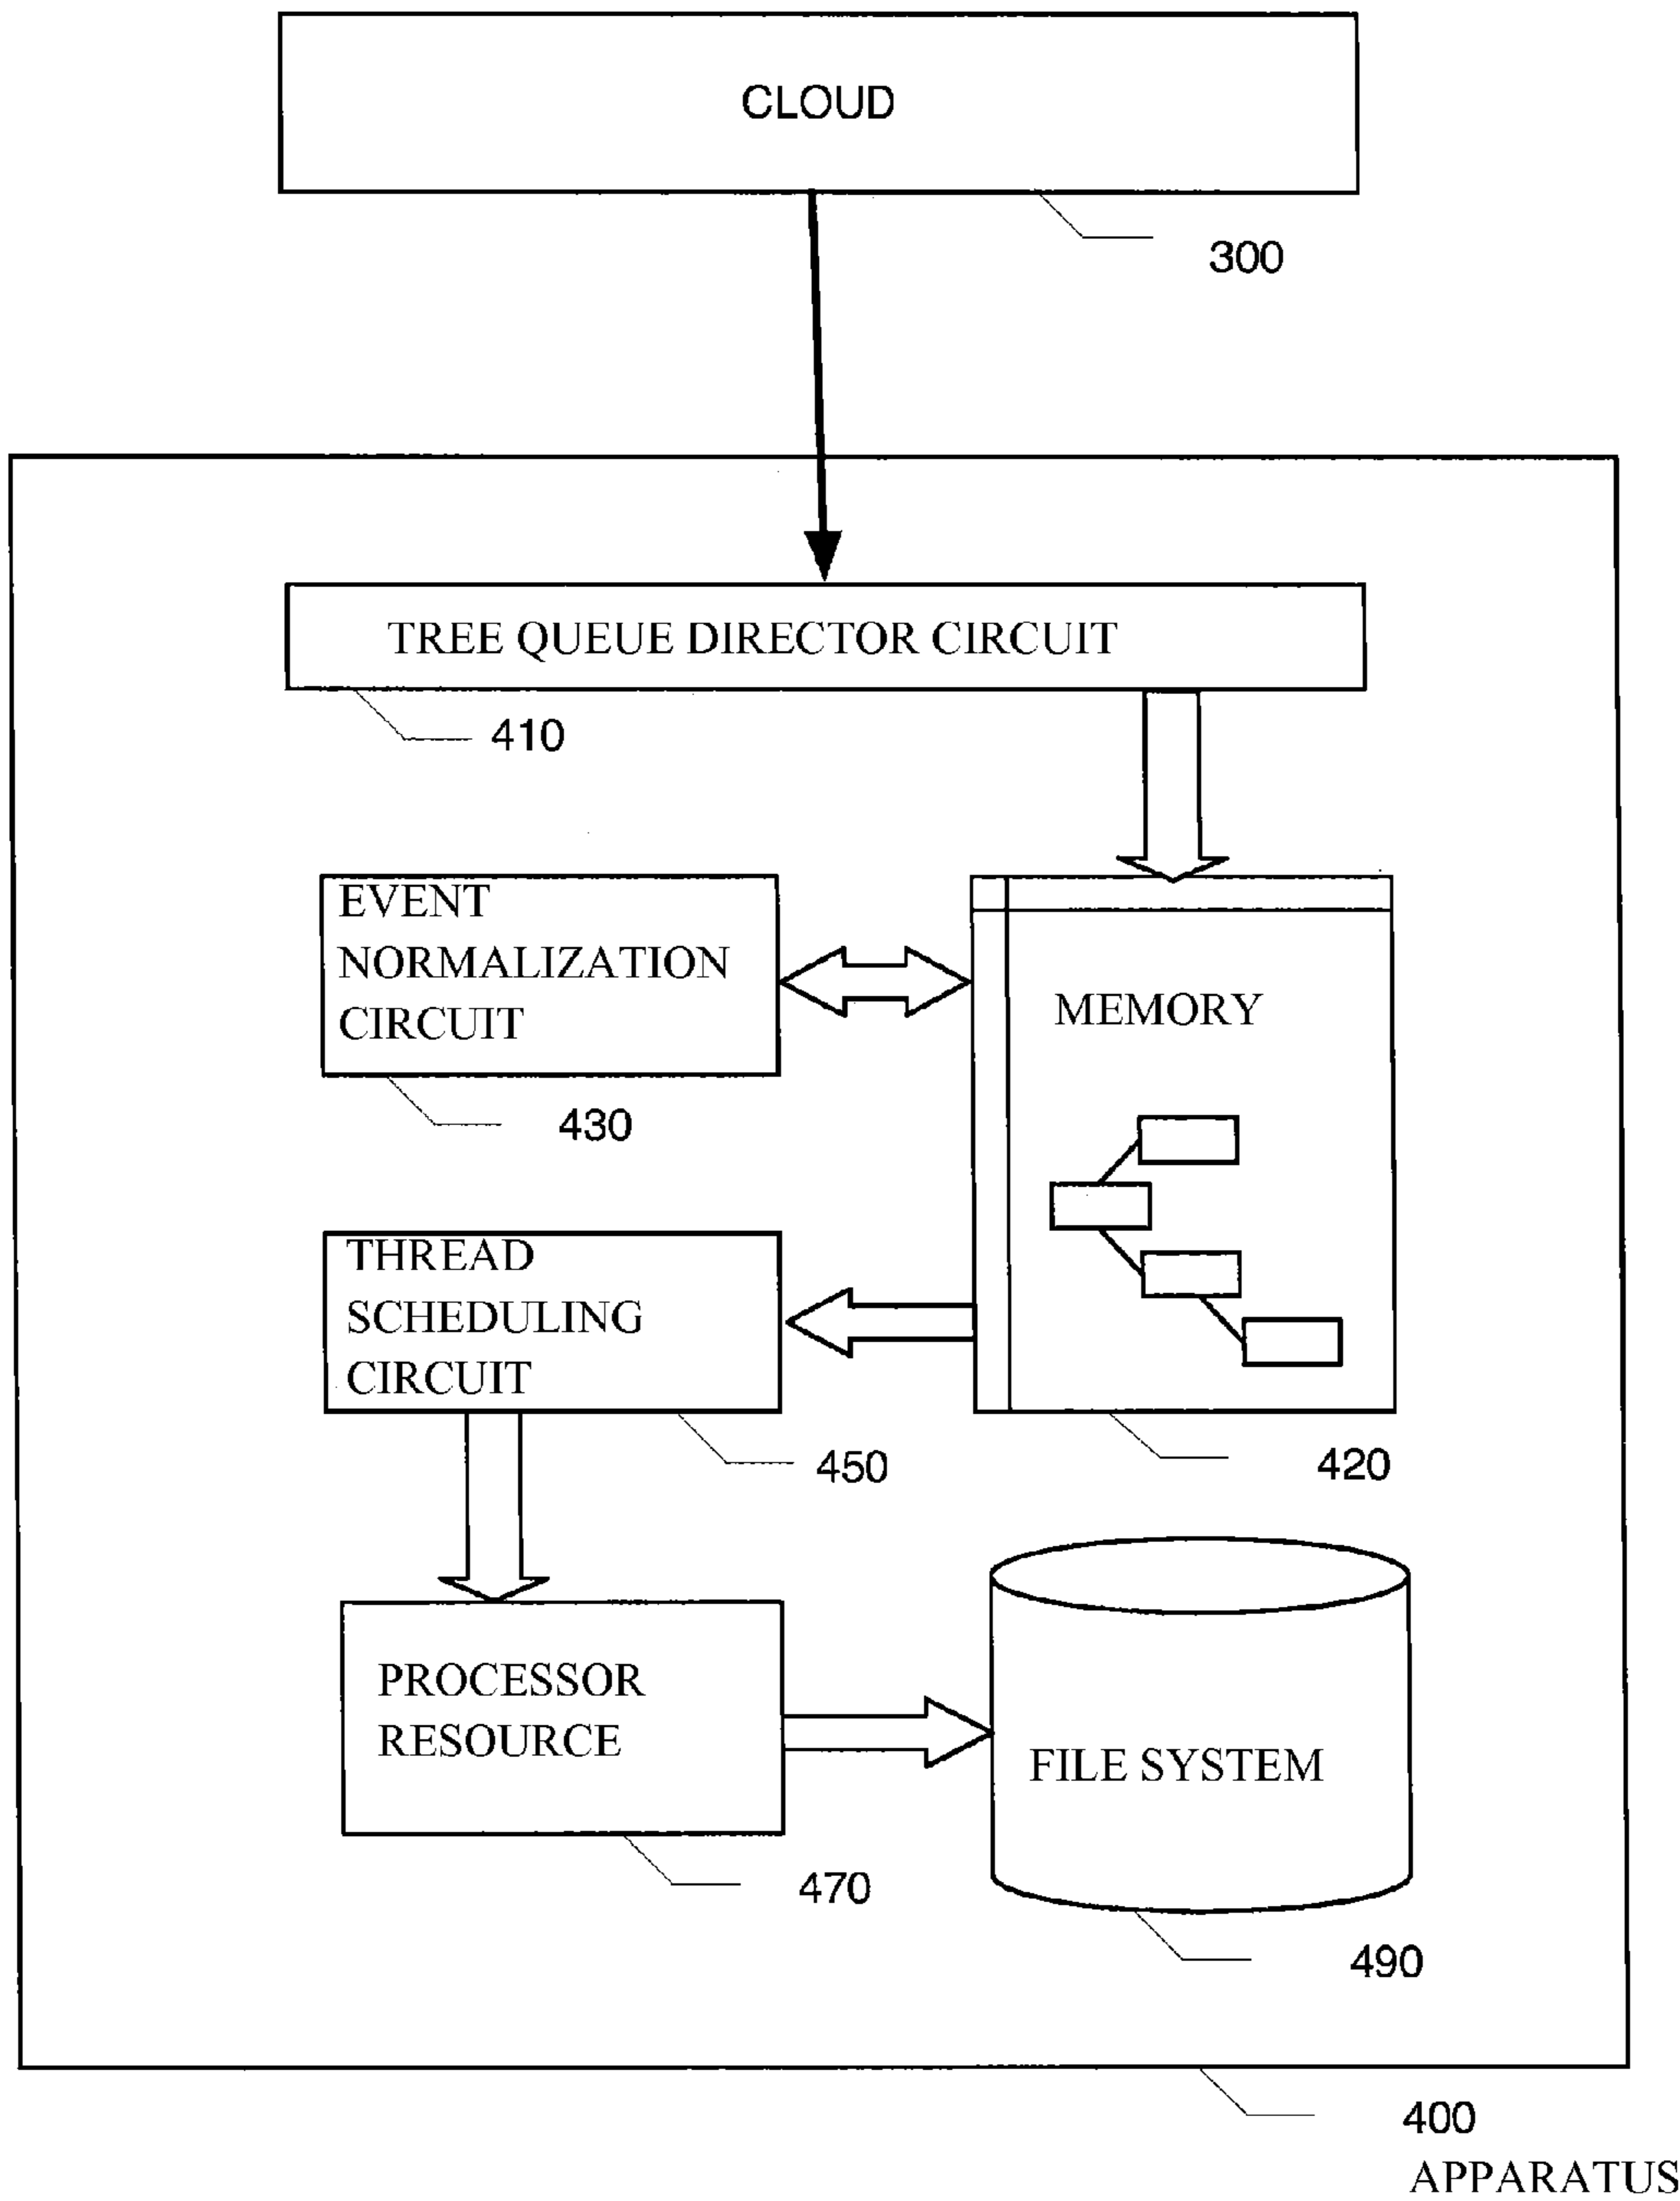 CLOUD
300
TREE QUEUE DIRECTOR CIRCUIT
410
EVENT
NORMALIZATION
CIRCUIT
430
MEMORY
THREAD
SCHEDULING
CIRCUIT
450
420
PROCESSOR
RESOURCE
470
FILE SYSTEM
490
400
APPARATUS